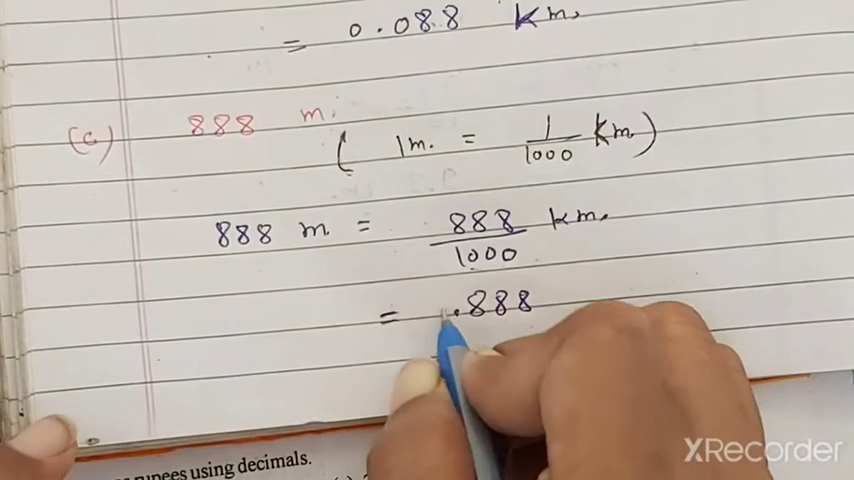 = 0.088 Km.
(c) 888 m.
( 1m. = 1/1000 Km.)
888 m = 888/1000 km.
= .888
rupees using decimals.
XRecorder